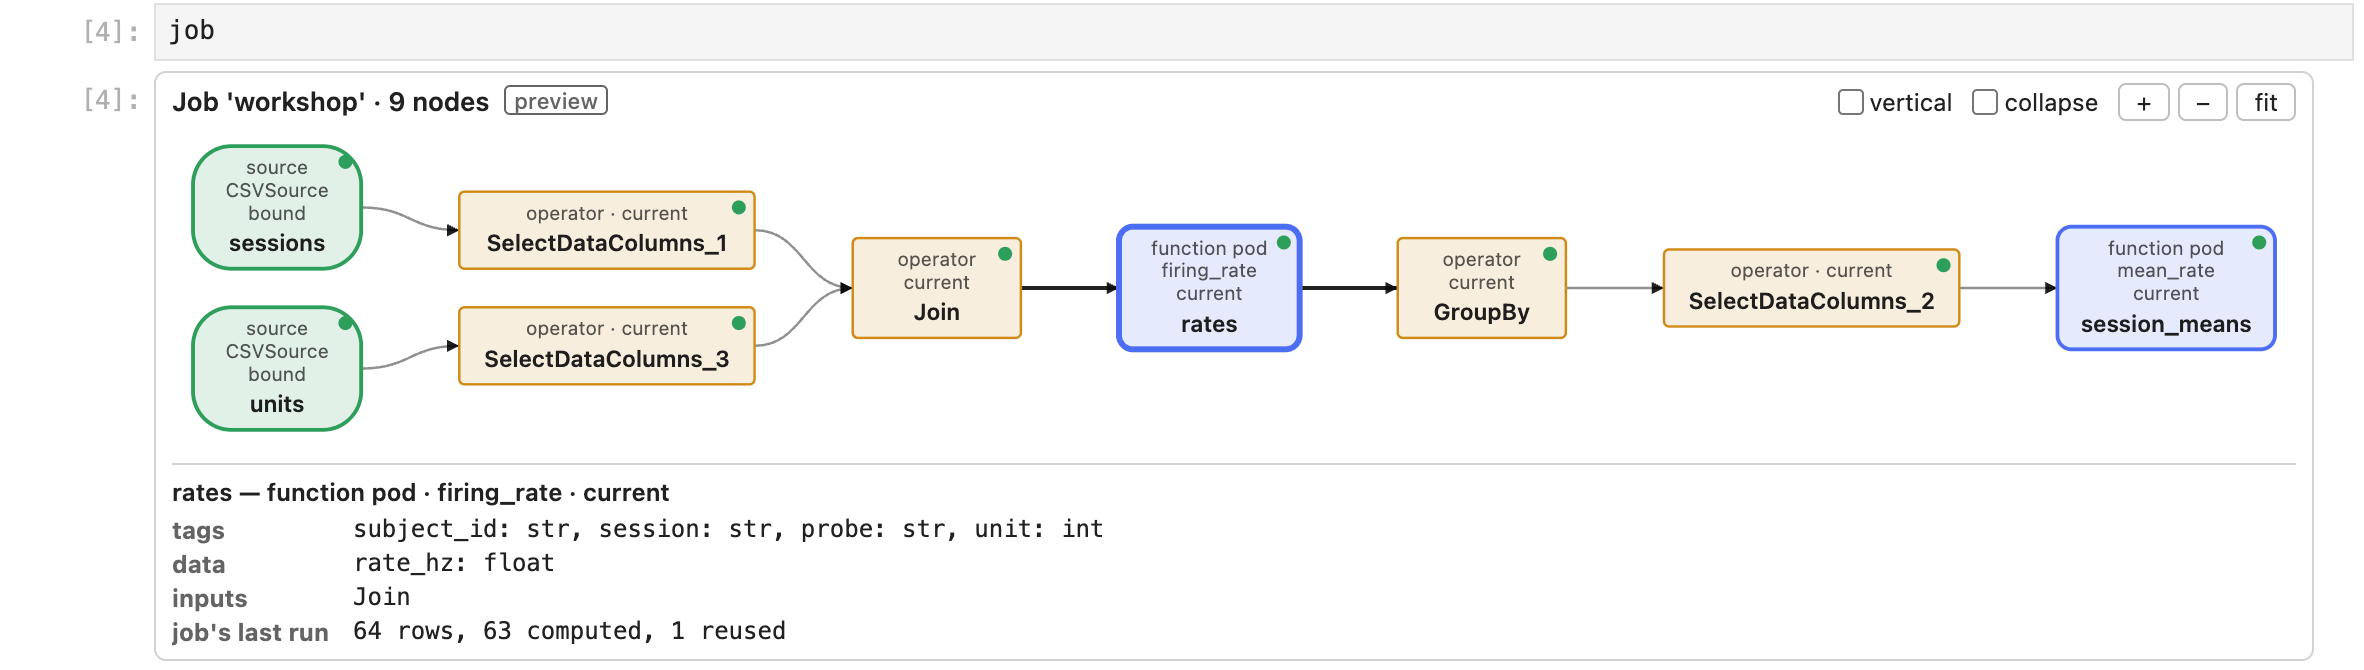 [4]: job
[4]:
Job 'workshop' · 9 nodes preview
vertical collapse + − fit
source
CSVSource
bound
sessions
source
CSVSource
bound
units
operator · current
SelectDataColumns_1
operator · current
SelectDataColumns_3
operator
current
Join
function pod
firing_rate
current
rates
operator
current
GroupBy
operator · current
SelectDataColumns_2
function pod
mean_rate
current
session_means
rates — function pod · firing_rate · current
tags subject_id: str, session: str, probe: str, unit: int
data rate_hz: float
inputs Join
job's last run 64 rows, 63 computed, 1 reused